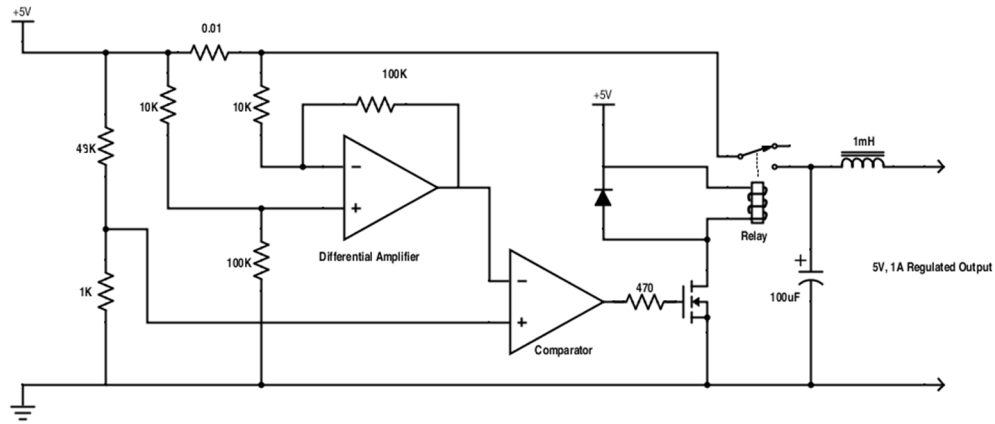 +5V
0.01
100K
10K
10K
+5V
49K
1mH
−
+
Differential Amplifier
Relay
100K
1K
470
+
5V, 1A Regulated Output
100uF
−
+
Comparator